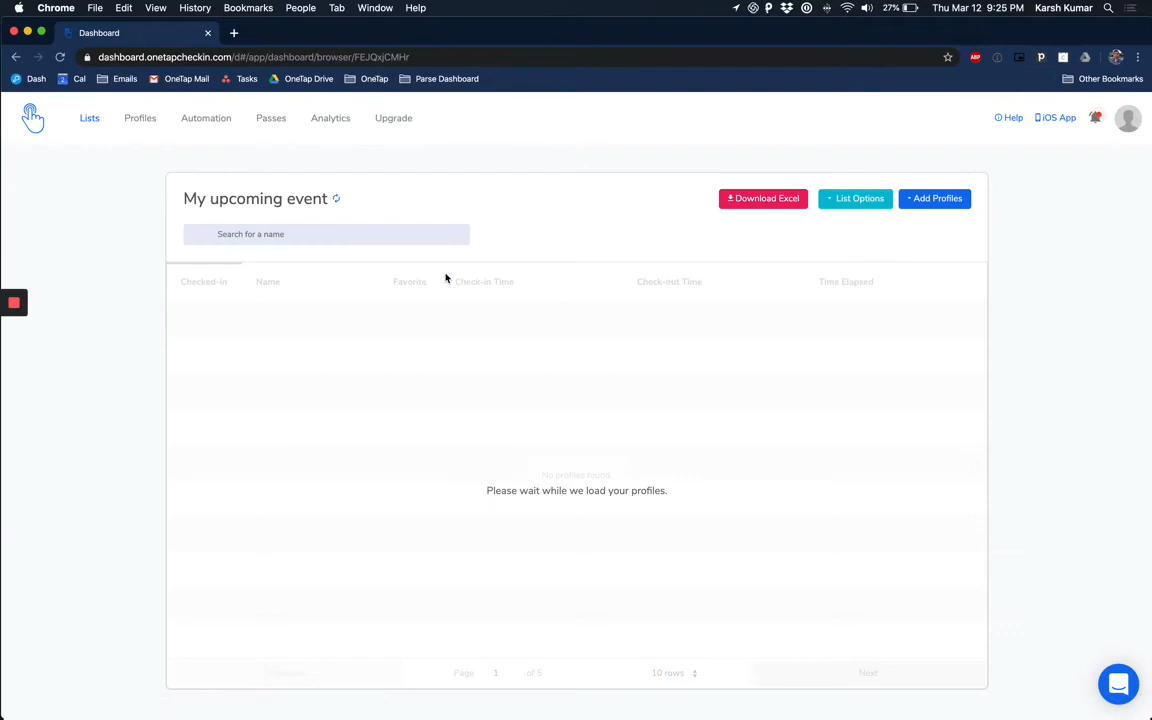 Chrome File Edit View History Bookmarks People Tab Window Help 27% Thu Mar 12 9:25 PM Karsh Kumar
Dashboard
dashboard.onetapcheckin.com/d#/app/dashboard/browser/FEJQxjCMHr
Dash Cal Emails OneTap Mail Tasks OneTap Drive OneTap Parse Dashboard Other Bookmarks
Lists Profiles Automation Passes Analytics Upgrade Help iOS App
My upcoming event Download Excel List Options Add Profiles
Search for a name
Checked-in Name Favorite Check-in Time Check-out Time Time Elapsed
No profiles found.
Please wait while we load your profiles.
Page 1 of 5 10 rows Next